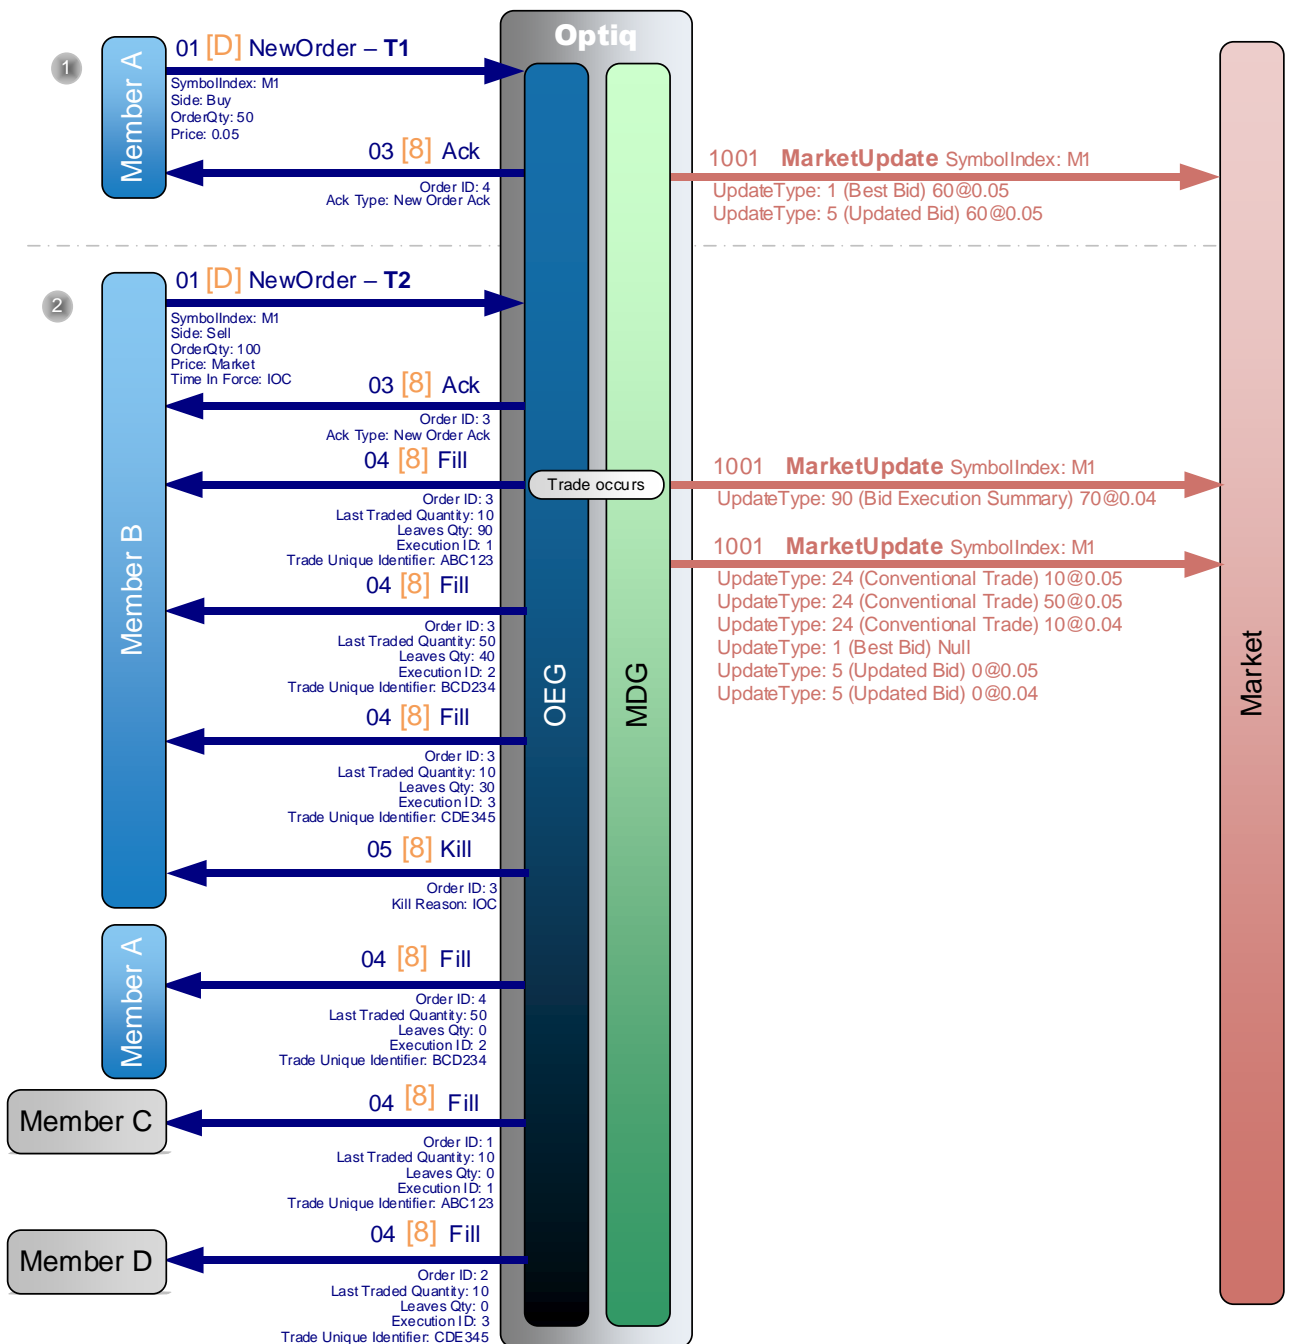 Optiq
1
Member A
01 [D] NewOrder – T1
SymbolIndex: M1
Side: Buy
OrderQty: 50
Price: 0.05
03 [8] Ack
Order ID: 4
Ack Type: New Order Ack
1001 MarketUpdate SymbolIndex: M1
UpdateType: 1 (Best Bid) 60@0.05
UpdateType: 5 (Updated Bid) 60@0.05
2
Member B
01 [D] NewOrder – T2
SymbolIndex: M1
Side: Sell
OrderQty: 100
Price: Market
Time In Force: IOC
03 [8] Ack
Order ID: 3
Ack Type: New Order Ack
04 [8] Fill
Trade occurs
Order ID: 3
Last Traded Quantity: 10
Leaves Qty: 90
Execution ID: 1
Trade Unique Identifier: ABC123
1001 MarketUpdate SymbolIndex: M1
UpdateType: 90 (Bid Execution Summary) 70@0.04
1001 MarketUpdate SymbolIndex: M1
UpdateType: 24 (Conventional Trade) 10@0.05
UpdateType: 24 (Conventional Trade) 50@0.05
UpdateType: 24 (Conventional Trade) 10@0.04
UpdateType: 1 (Best Bid) Null
UpdateType: 5 (Updated Bid) 0@0.05
UpdateType: 5 (Updated Bid) 0@0.04
04 [8] Fill
Order ID: 3
Last Traded Quantity: 50
Leaves Qty: 40
Execution ID: 2
Trade Unique Identifier: BCD234
OEG
MDG
Market
04 [8] Fill
Order ID: 3
Last Traded Quantity: 10
Leaves Qty: 30
Execution ID: 3
Trade Unique Identifier: CDE345
05 [8] Kill
Order ID: 3
Kill Reason: IOC
Member A
04 [8] Fill
Order ID: 4
Last Traded Quantity: 50
Leaves Qty: 0
Execution ID: 2
Trade Unique Identifier: BCD234
Member C
04 [8] Fill
Order ID: 1
Last Traded Quantity: 10
Leaves Qty: 0
Execution ID: 1
Trade Unique Identifier: ABC123
Member D
04 [8] Fill
Order ID: 2
Last Traded Quantity: 10
Leaves Qty: 0
Execution ID: 3
Trade Unique Identifier: CDE345